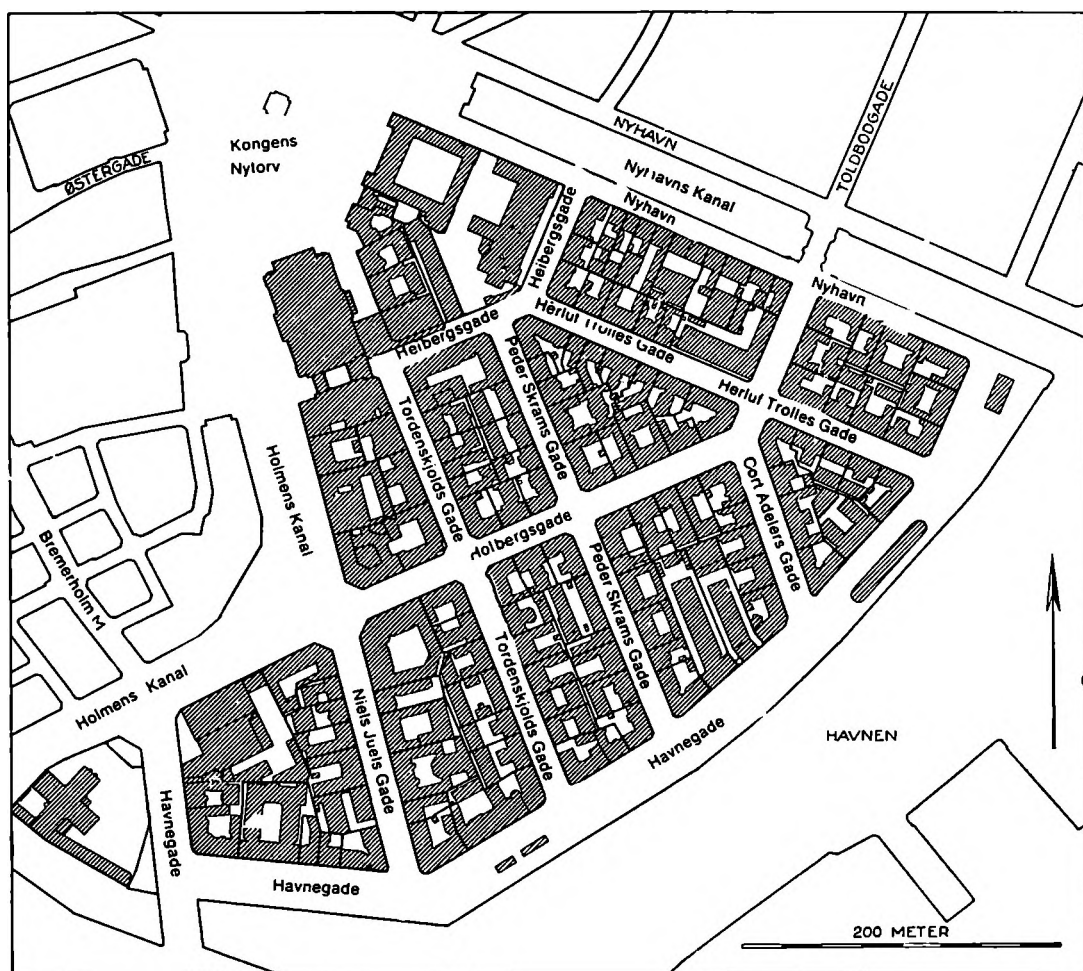 Kongens
Nytorv
ØSTERGADE
NYHAVN
Nyhavns Kanal
TOLDBODGADE
Nyhavn
Heibergsgade
Nyhavn
Heibergsgade
Herluf Trolles Gade
Herluf Trolles Gade
Peder Skrams Gade
Tordenskjolds Gade
Holmens Kanal
Cort Adelers Gade
Holbergsgade
Peder Skrams Gade
Bremerholm M
Tordenskjolds Gade
Niels Juels Gade
Holmens Kanal
Havnegade
HAVNEN
Havnegade
Havnegade
200 METER